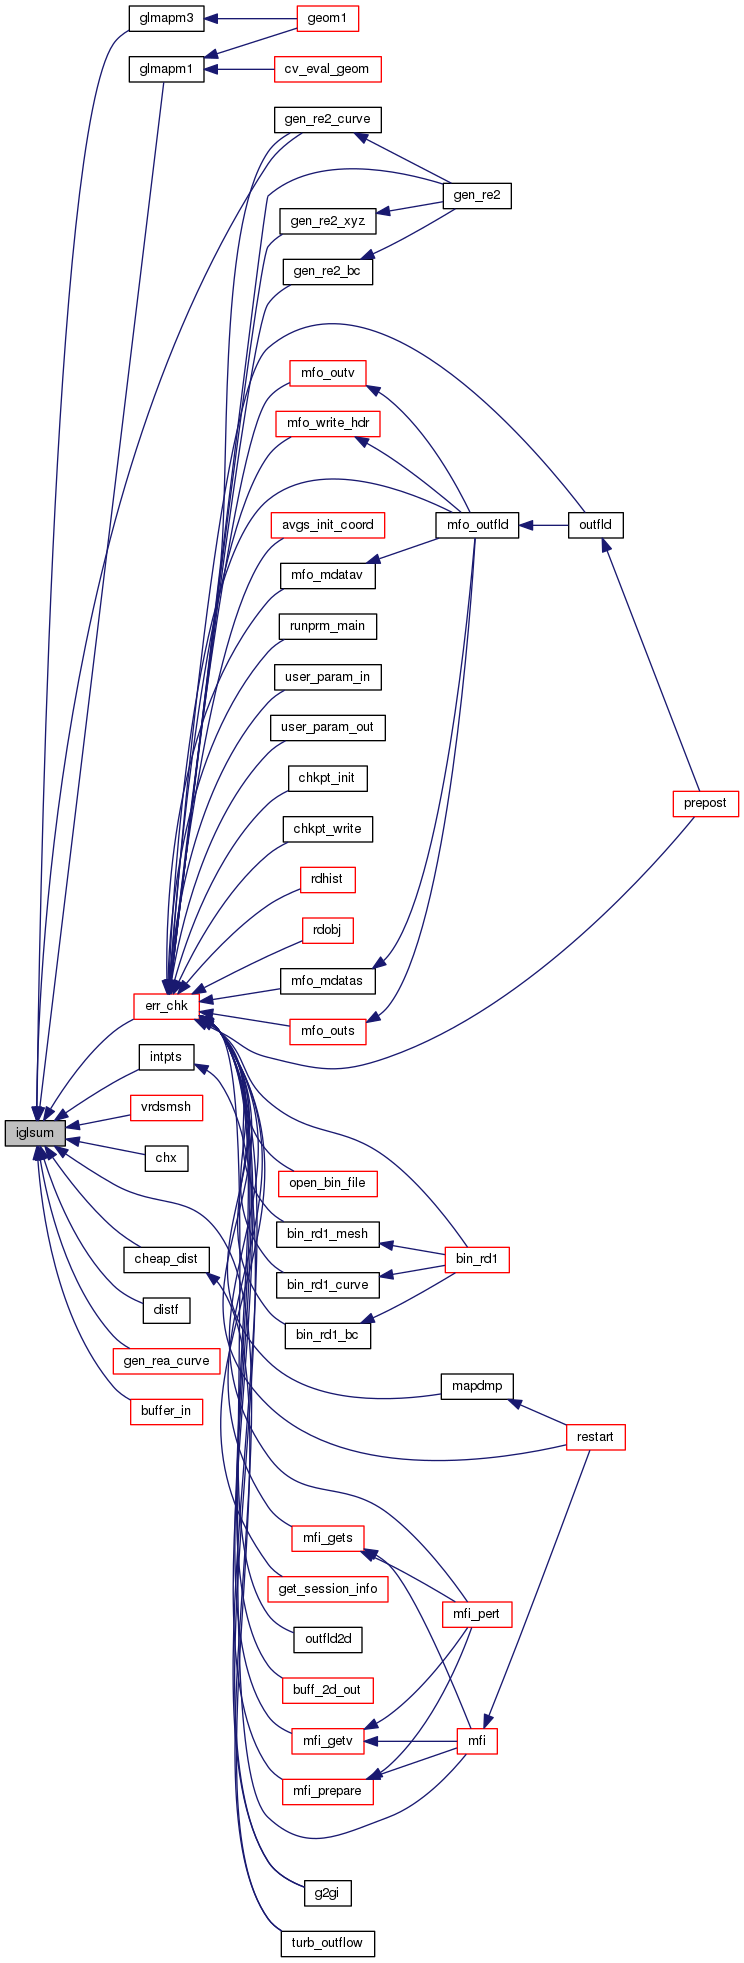 glmapm3
geom1
glmapm1
cv_eval_geom
gen_re2_curve
gen_re2
gen_re2_xyz
gen_re2_bc
mfo_outv
mfo_write_hdr
avgs_init_coord
mfo_outfld
outfld
mfo_mdatav
runprm_main
user_param_in
user_param_out
chkpt_init
prepost
chkpt_write
rdhist
rdobj
mfo_mdatas
err_chk
mfo_outs
intpts
vrdsmsh
iglsum
chx
open_bin_file
bin_rd1_mesh
cheap_dist
bin_rd1
bin_rd1_curve
distf
bin_rd1_bc
gen_rea_curve
mapdmp
buffer_in
restart
mfi_gets
get_session_info
mfi_pert
outfld2d
buff_2d_out
mfi_getv
mfi
mfi_prepare
g2gi
turb_outflow